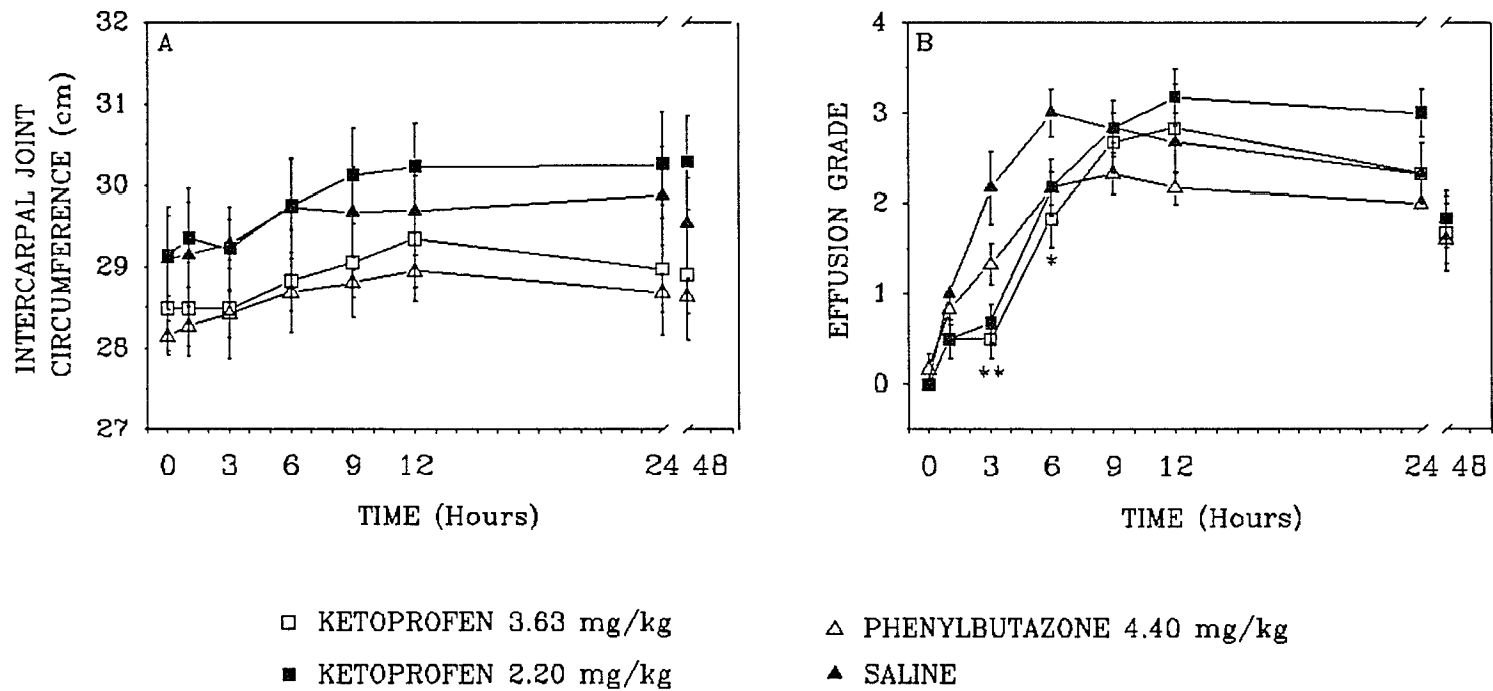 A
INTERCARPAL JOINT
CIRCUMFERENCE (cm)
32
31
30
29
28
27
0 3 6 9 12 24 48
TIME (Hours)
B
EFFUSION GRADE
4
3
2
1
0
*
**
0 3 6 9 12 24 48
TIME (Hours)
□ KETOPROFEN 3.63 mg/kg
■ KETOPROFEN 2.20 mg/kg
△ PHENYLBUTAZONE 4.40 mg/kg
▲ SALINE